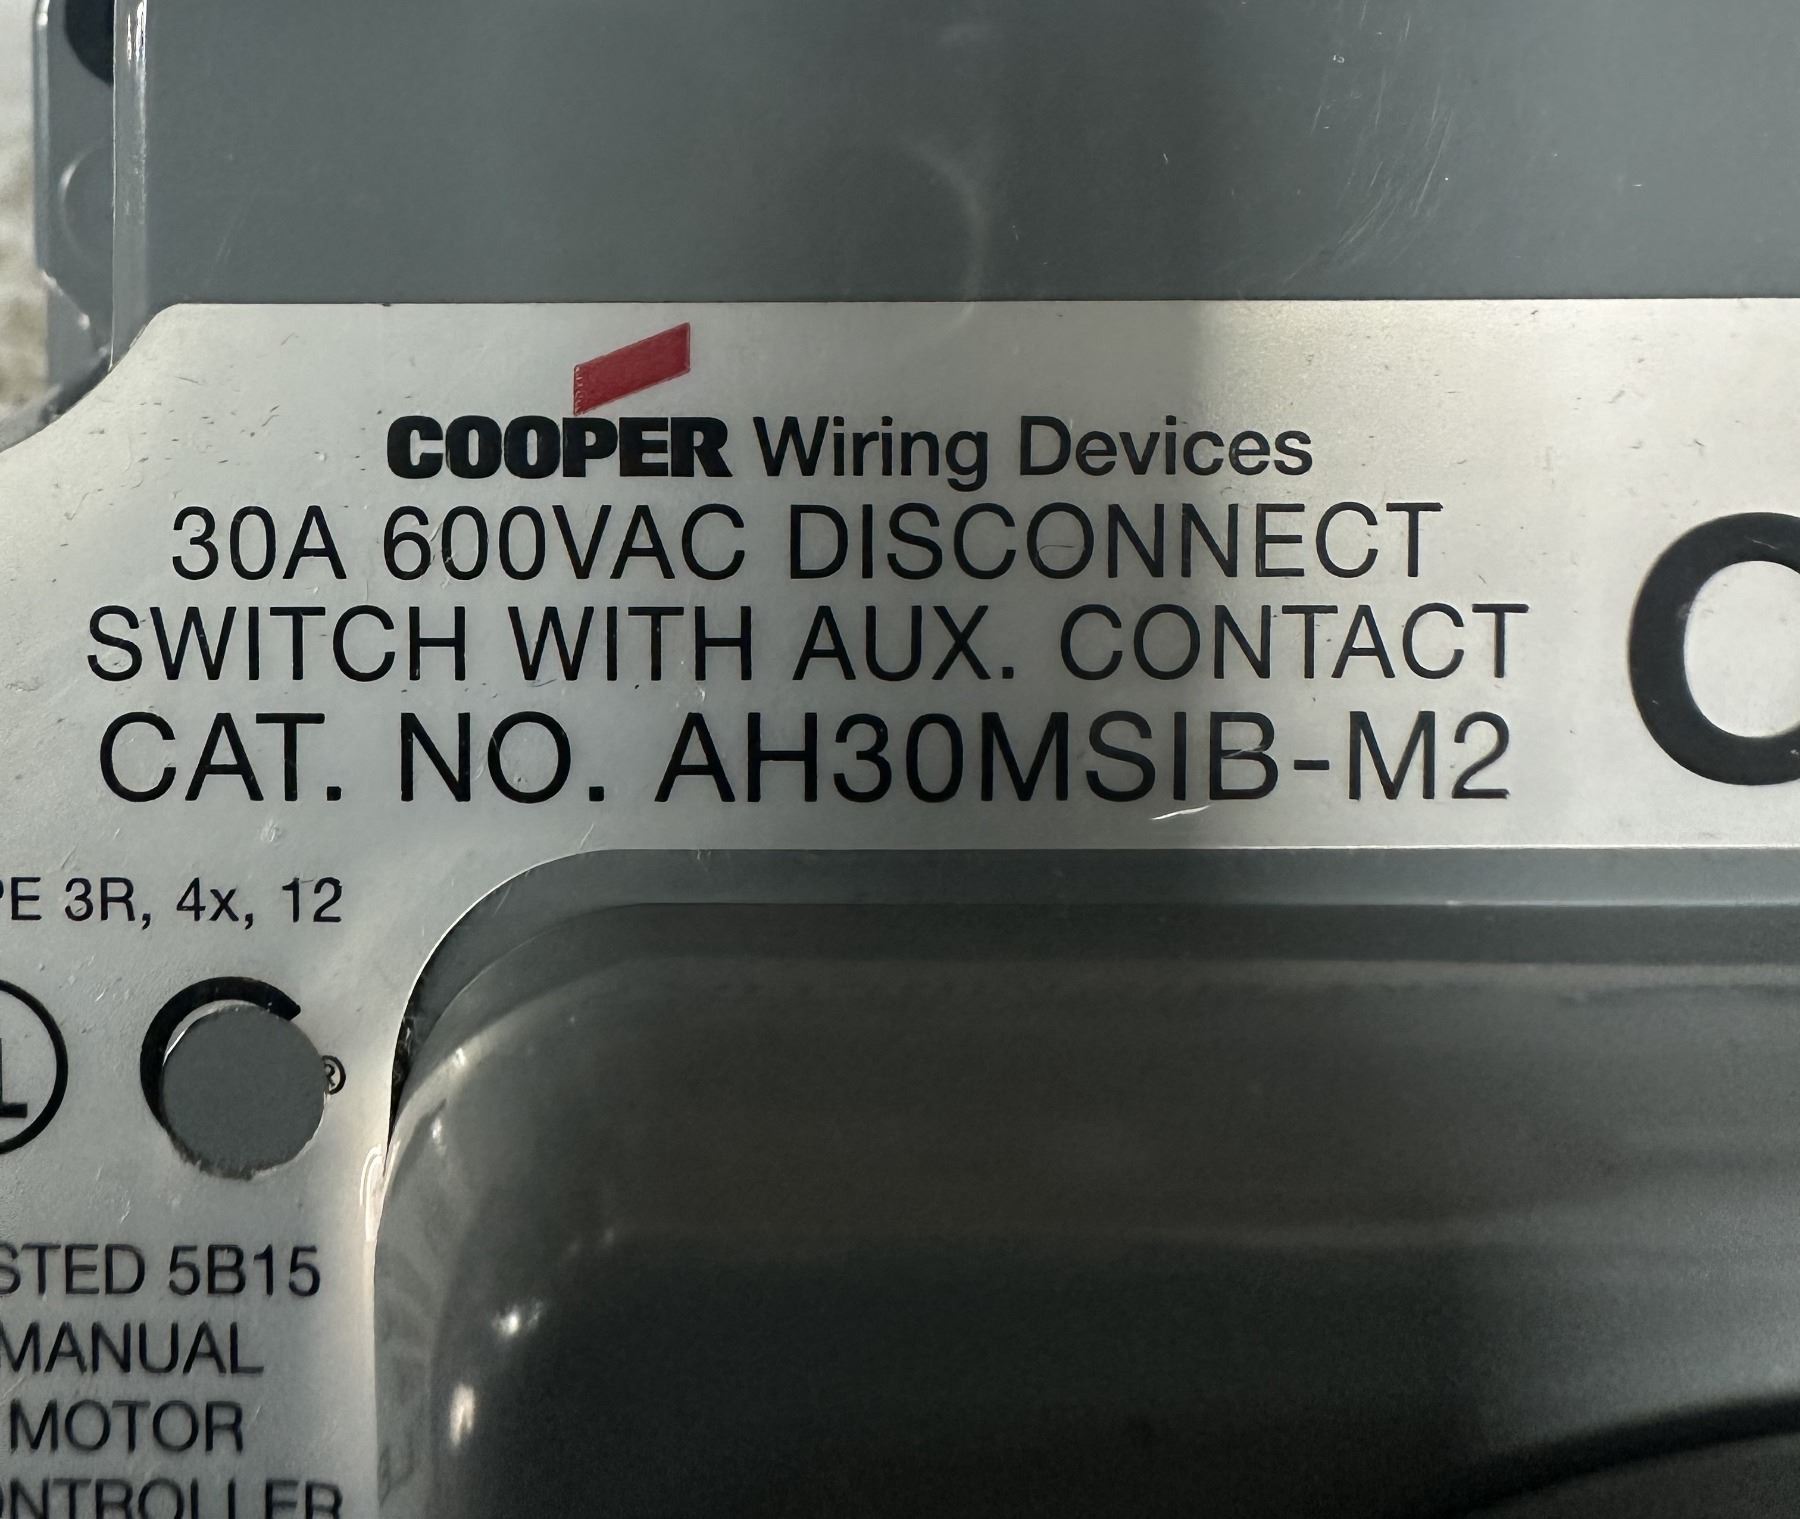 COOPER Wiring Devices
30A 600VAC DISCONNECT
SWITCH WITH AUX. CONTACT
CAT. NO. AH30MSIB-M2
PE 3R, 4x, 12
®
STED 5B15
MANUAL
MOTOR
ONTROLLER